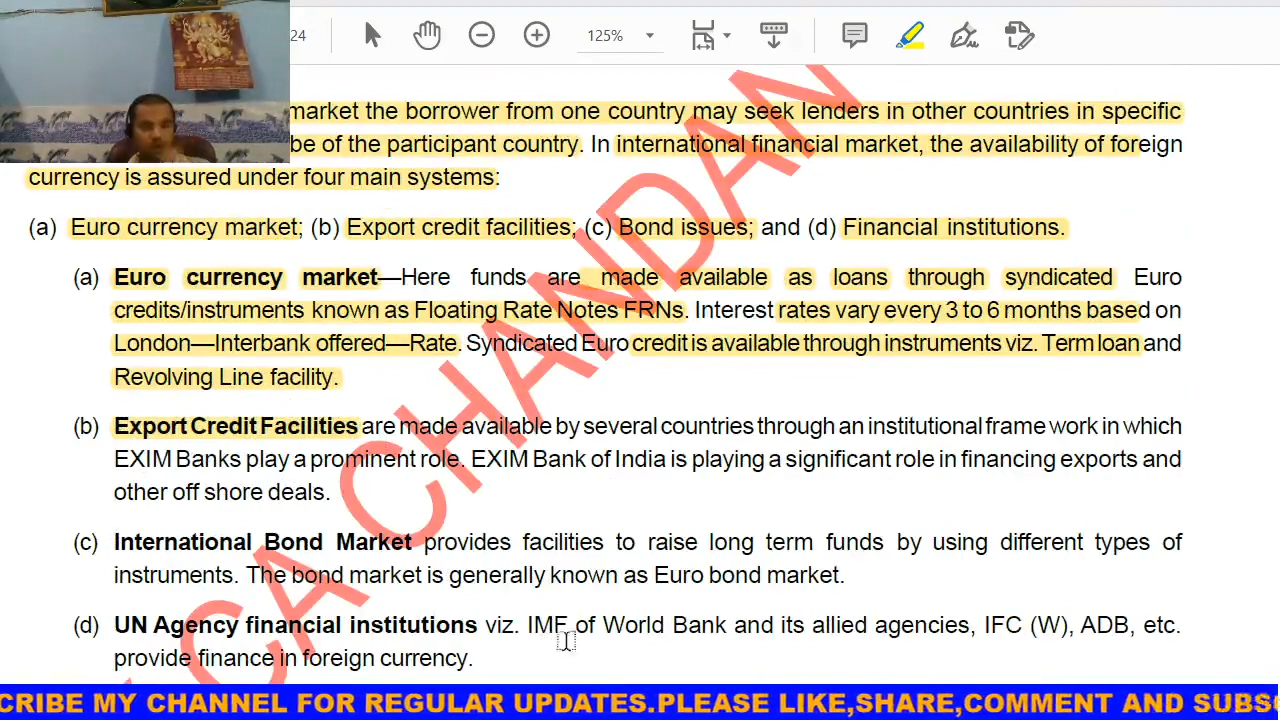 24
125%
market the borrower from one country may seek lenders in other countries in specific
be of the participant country. In international financial market, the availability of foreign
currency is assured under four main systems:
(a) Euro currency market; (b) Export credit facilities; (c) Bond issues; and (d) Financial institutions.
(a) Euro currency market—Here funds are made available as loans through syndicated Euro
credits/instruments known as Floating Rate Notes FRNs. Interest rates vary every 3 to 6 months based on
London—Interbank offered—Rate. Syndicated Euro credit is available through instruments viz. Term loan and
Revolving Line facility.
(b) Export Credit Facilities are made available by several countries through an institutional frame work in which
EXIM Banks play a prominent role. EXIM Bank of India is playing a significant role in financing exports and
other off shore deals.
(c) International Bond Market provides facilities to raise long term funds by using different types of
instruments. The bond market is generally known as Euro bond market.
(d) UN Agency financial institutions viz. IMF of World Bank and its allied agencies, IFC (W), ADB, etc.
provide finance in foreign currency.
CA CHANDAN
CRIBE MY CHANNEL FOR REGULAR UPDATES.PLEASE LIKE,SHARE,COMMENT AND SUBS